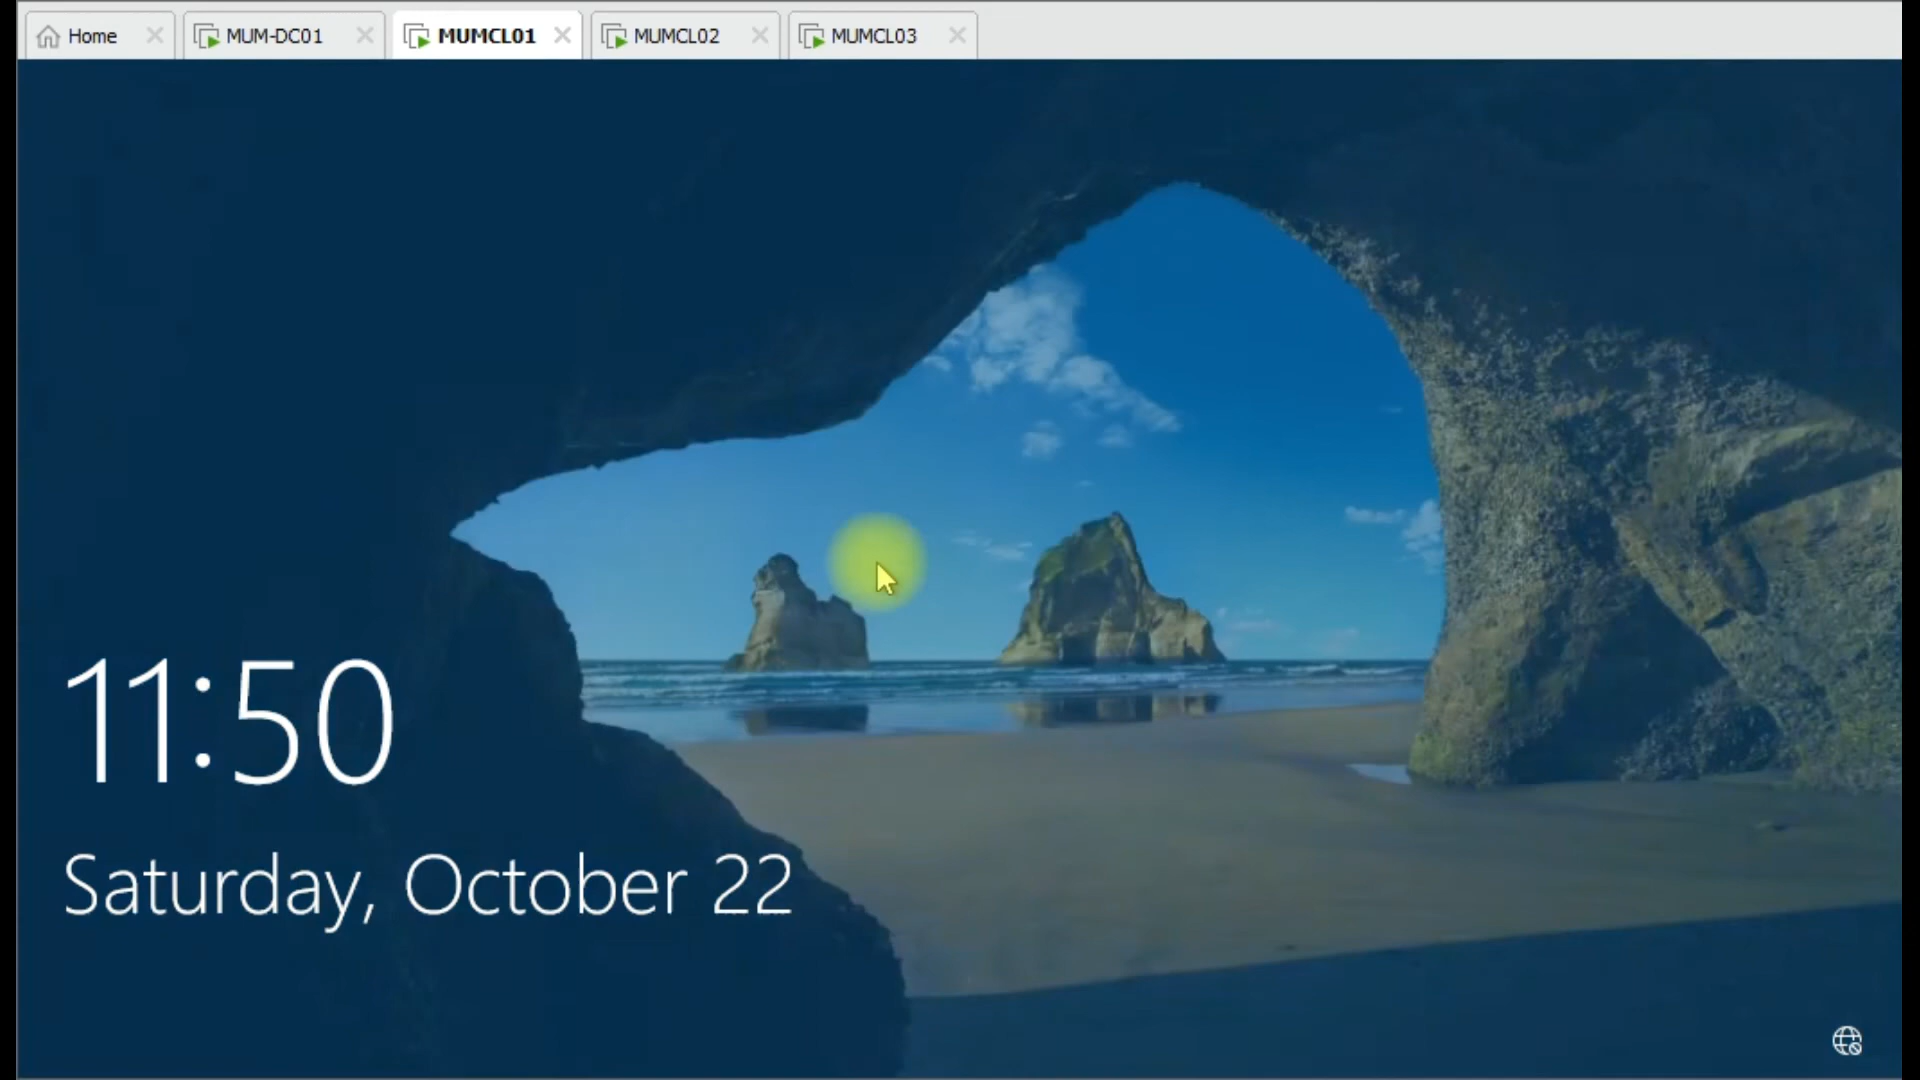 Home MUM-DC01 MUMCL01 MUMCL02 MUMCL03
11:50
Saturday, October 22